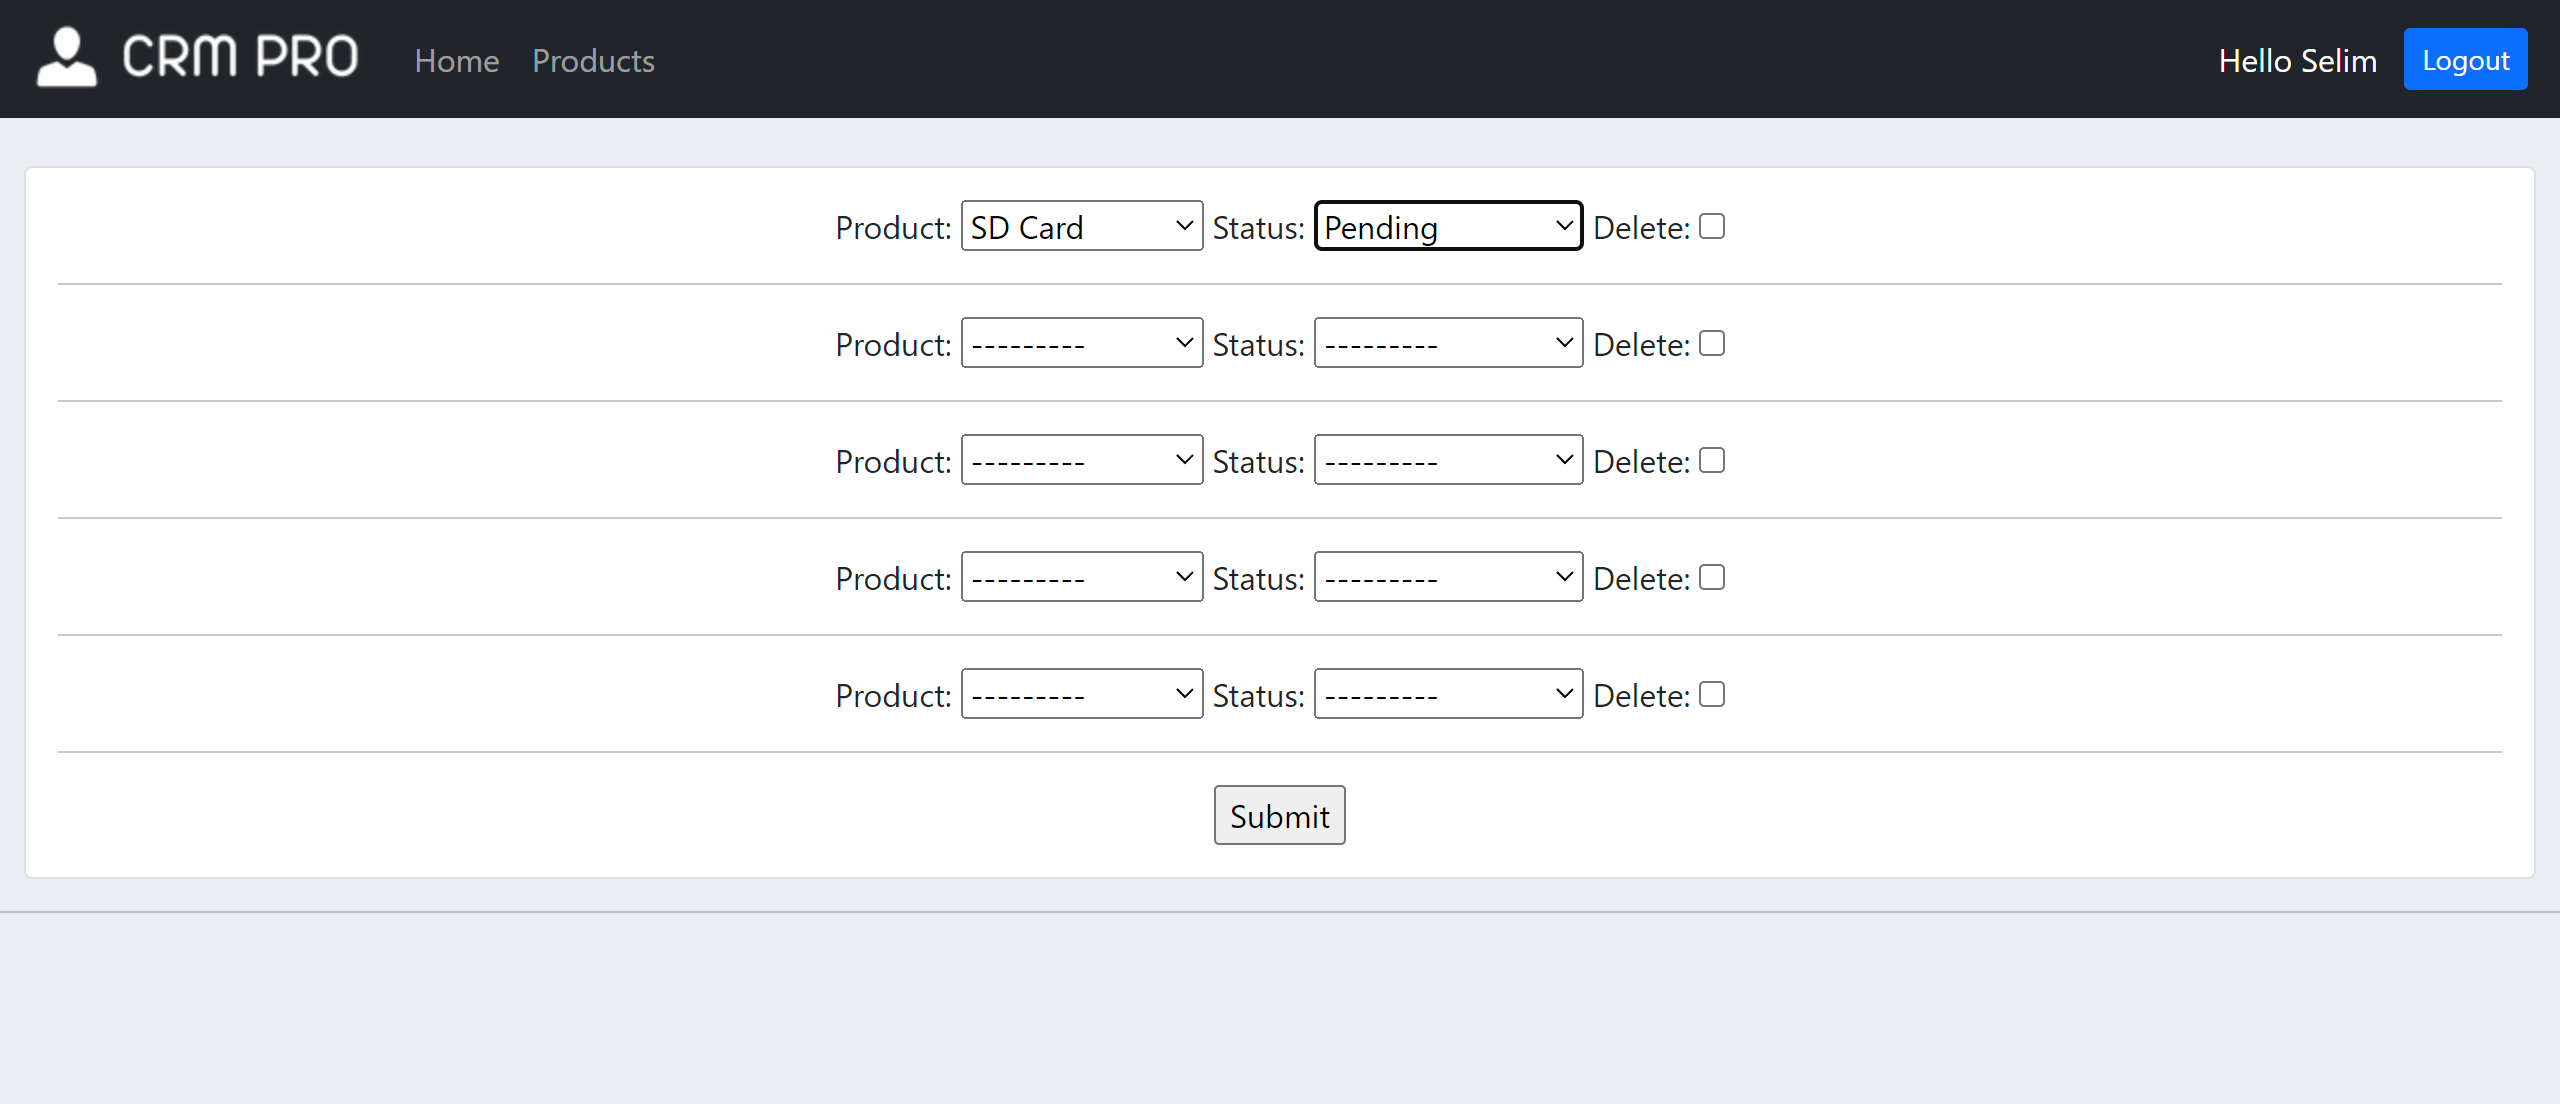 CRM PRO Home Products Hello Selim Logout
Product: SD Card Status: Pending Delete:
Product: --------- Status: --------- Delete:
Product: --------- Status: --------- Delete:
Product: --------- Status: --------- Delete:
Product: --------- Status: --------- Delete:
Submit